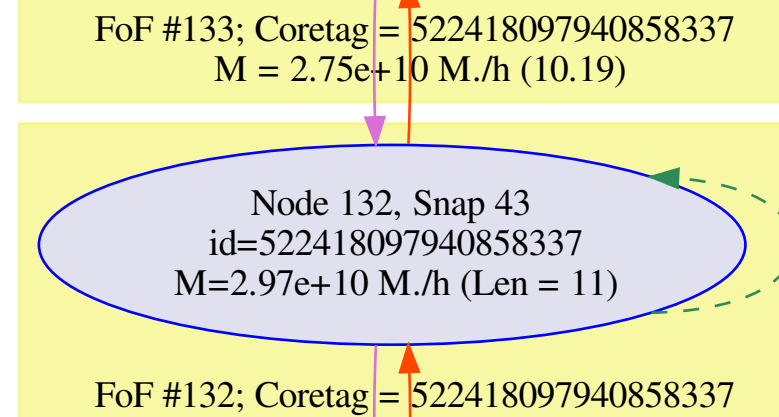 FoF #133; Coretag = 522418097940858337
M = 2.75e+10 M./h (10.19)
Node 132, Snap 43
id=522418097940858337
M=2.97e+10 M./h (Len = 11)
FoF #132; Coretag = 522418097940858337